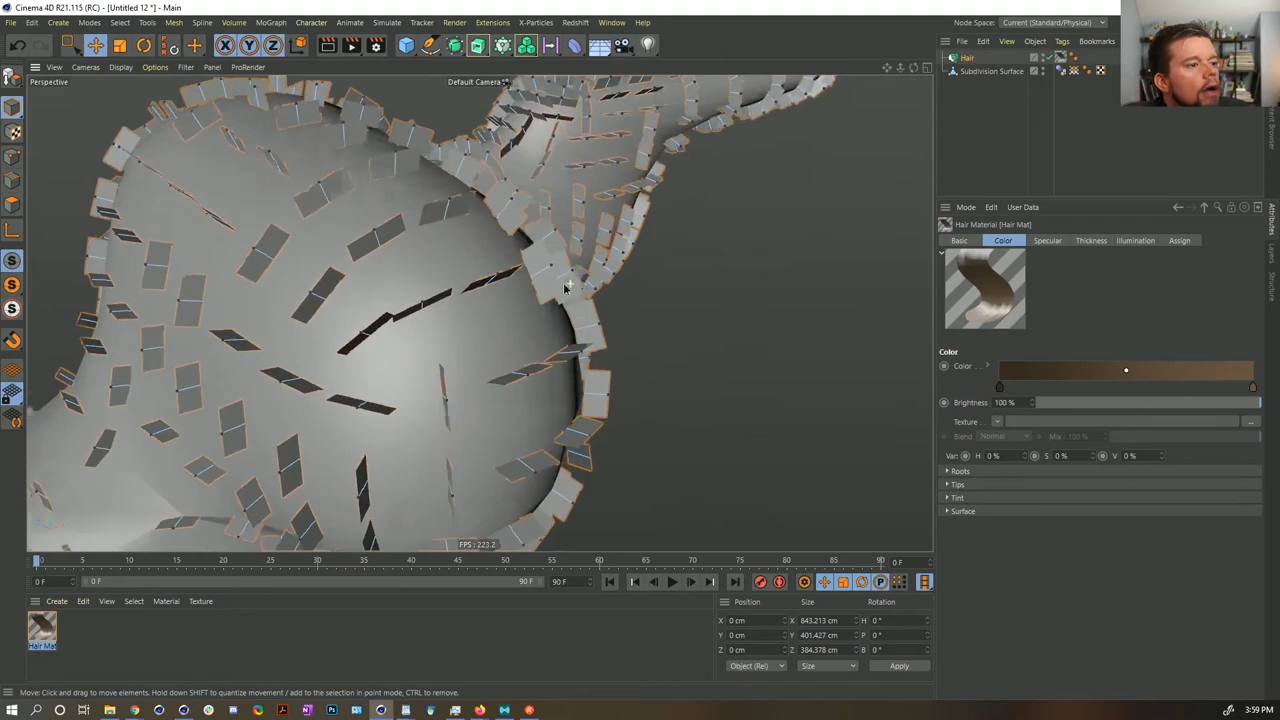 Cinema 4D R21.115 (RC) - [Untitled 12 *] - Main
File Edit Create Modes Select Tools Mesh Spline Volume MoGraph Character Animate Simulate Tracker Render Extensions X-Particles Redshift Window Help
Node Space: Current (Standard/Physical)
View Cameras Display Options Filter Panel ProRender
File Edit View Object Tags Bookmarks
Hair
Subdivision Surface
Content Browser
Perspective
Default Camera
Mode Edit User Data
Hair Material [Hair Mat]
Basic Color Specular Thickness Illumination Assign
Attributes
Layers
Structure
Color
Color
Brightness 100 %
Texture
Blend Normal Mix 100 %
Var: H 0 % S 0 % V 0 %
Roots
Tips
Tint
Surface
FPS : 223.2
0 5 10 15 20 25 30 35 40 45 50 55 60 65 70 75 80 85 90 0 F
0 F 0 F 90 F 90 F
Create Edit View Select Material Texture
Hair Mat
Position Size Rotation
X 0 cm X 843.213 cm H 0 °
Y 0 cm Y 401.427 cm P 0 °
Z 0 cm Z 384.378 cm B 0 °
Object (Rel) Size Apply
Move: Click and drag to move elements. Hold down SHIFT to quantize movement / add to the selection in point mode, CTRL to remove.
3:59 PM